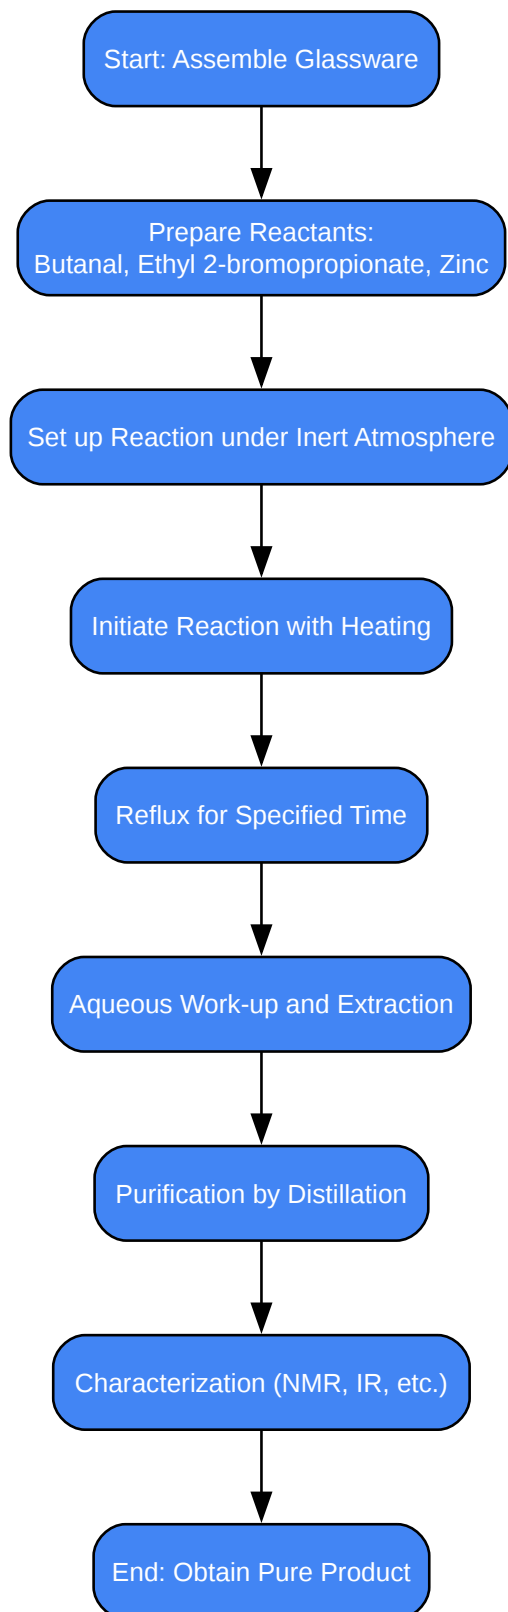 Start: Assemble Glassware
Prepare Reactants:
Butanal, Ethyl 2-bromopropionate, Zinc
Set up Reaction under Inert Atmosphere
Initiate Reaction with Heating
Reflux for Specified Time
Aqueous Work-up and Extraction
Purification by Distillation
Characterization (NMR, IR, etc.)
End: Obtain Pure Product